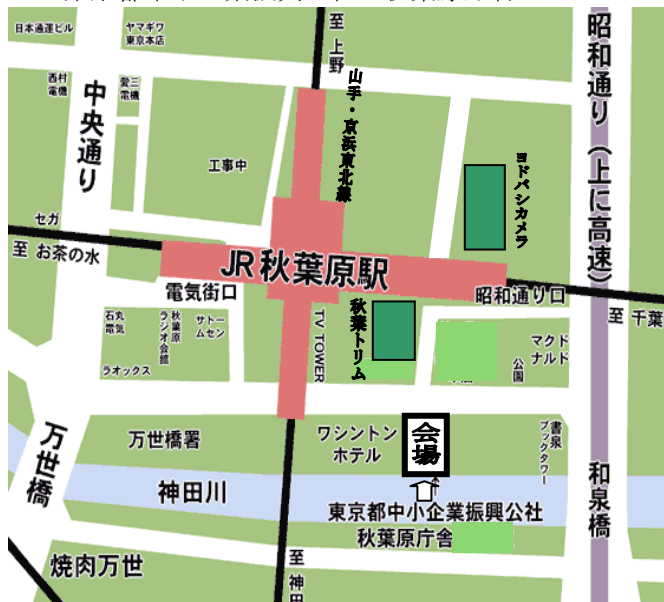 日本通運ビル
ヤマギワ
東京本店
至 上野
昭和通り(上に高速)
西村
電機
愛三
電機
中央通り
山手・京浜東北線
工事中
ヨドバシカメラ
セガ
至 お茶の水
JR秋葉原駅
電気街口
昭和通り口
至 千葉
石丸
電気
秋葉原
ラジオ会館
サトー
ムセン
TV TOWER
秋葉トリム
マクド
ナルド
公園
ラオックス
万世橋
万世橋署
ワシントン
ホテル
会場
書泉
ブックタワー
神田川
東京都中小企業振興公社
秋葉原庁舎
和泉橋
焼肉万世
至 神田